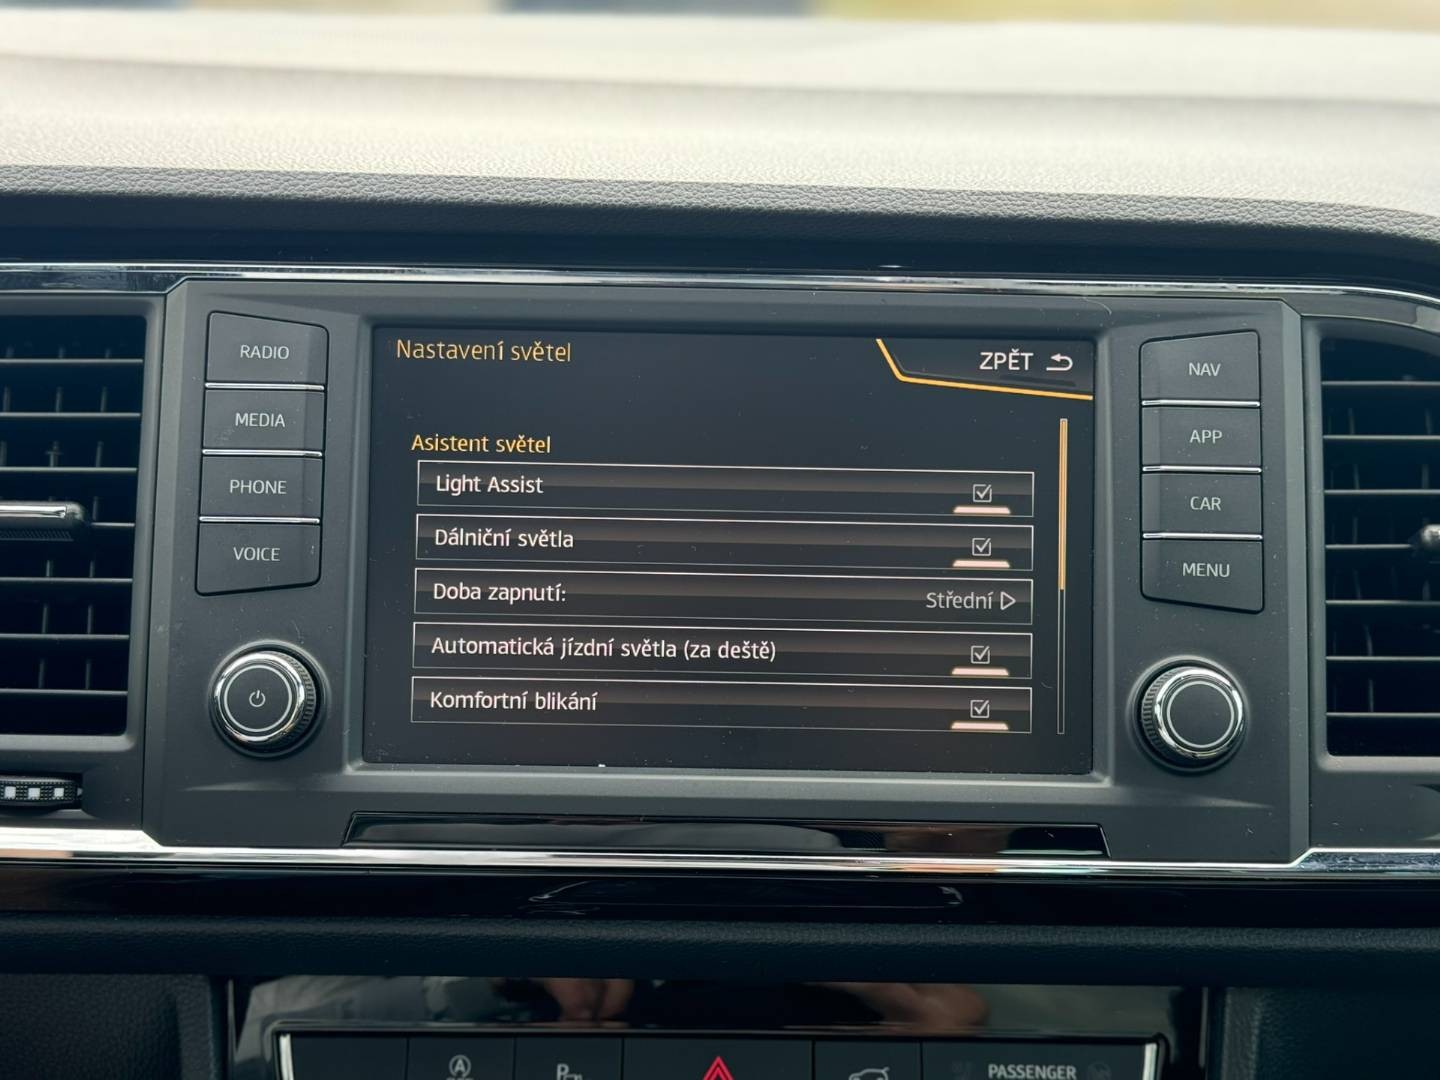 Nastavení světel
ZPĚT
Asistent světel
Light Assist
Dálniční světla
Doba zapnutí: Střední
Automatická jízdní světla (za deště)
Komfortní blikání
RADIO
MEDIA
PHONE
VOICE
NAV
APP
CAR
MENU
A
P
PASSENGER